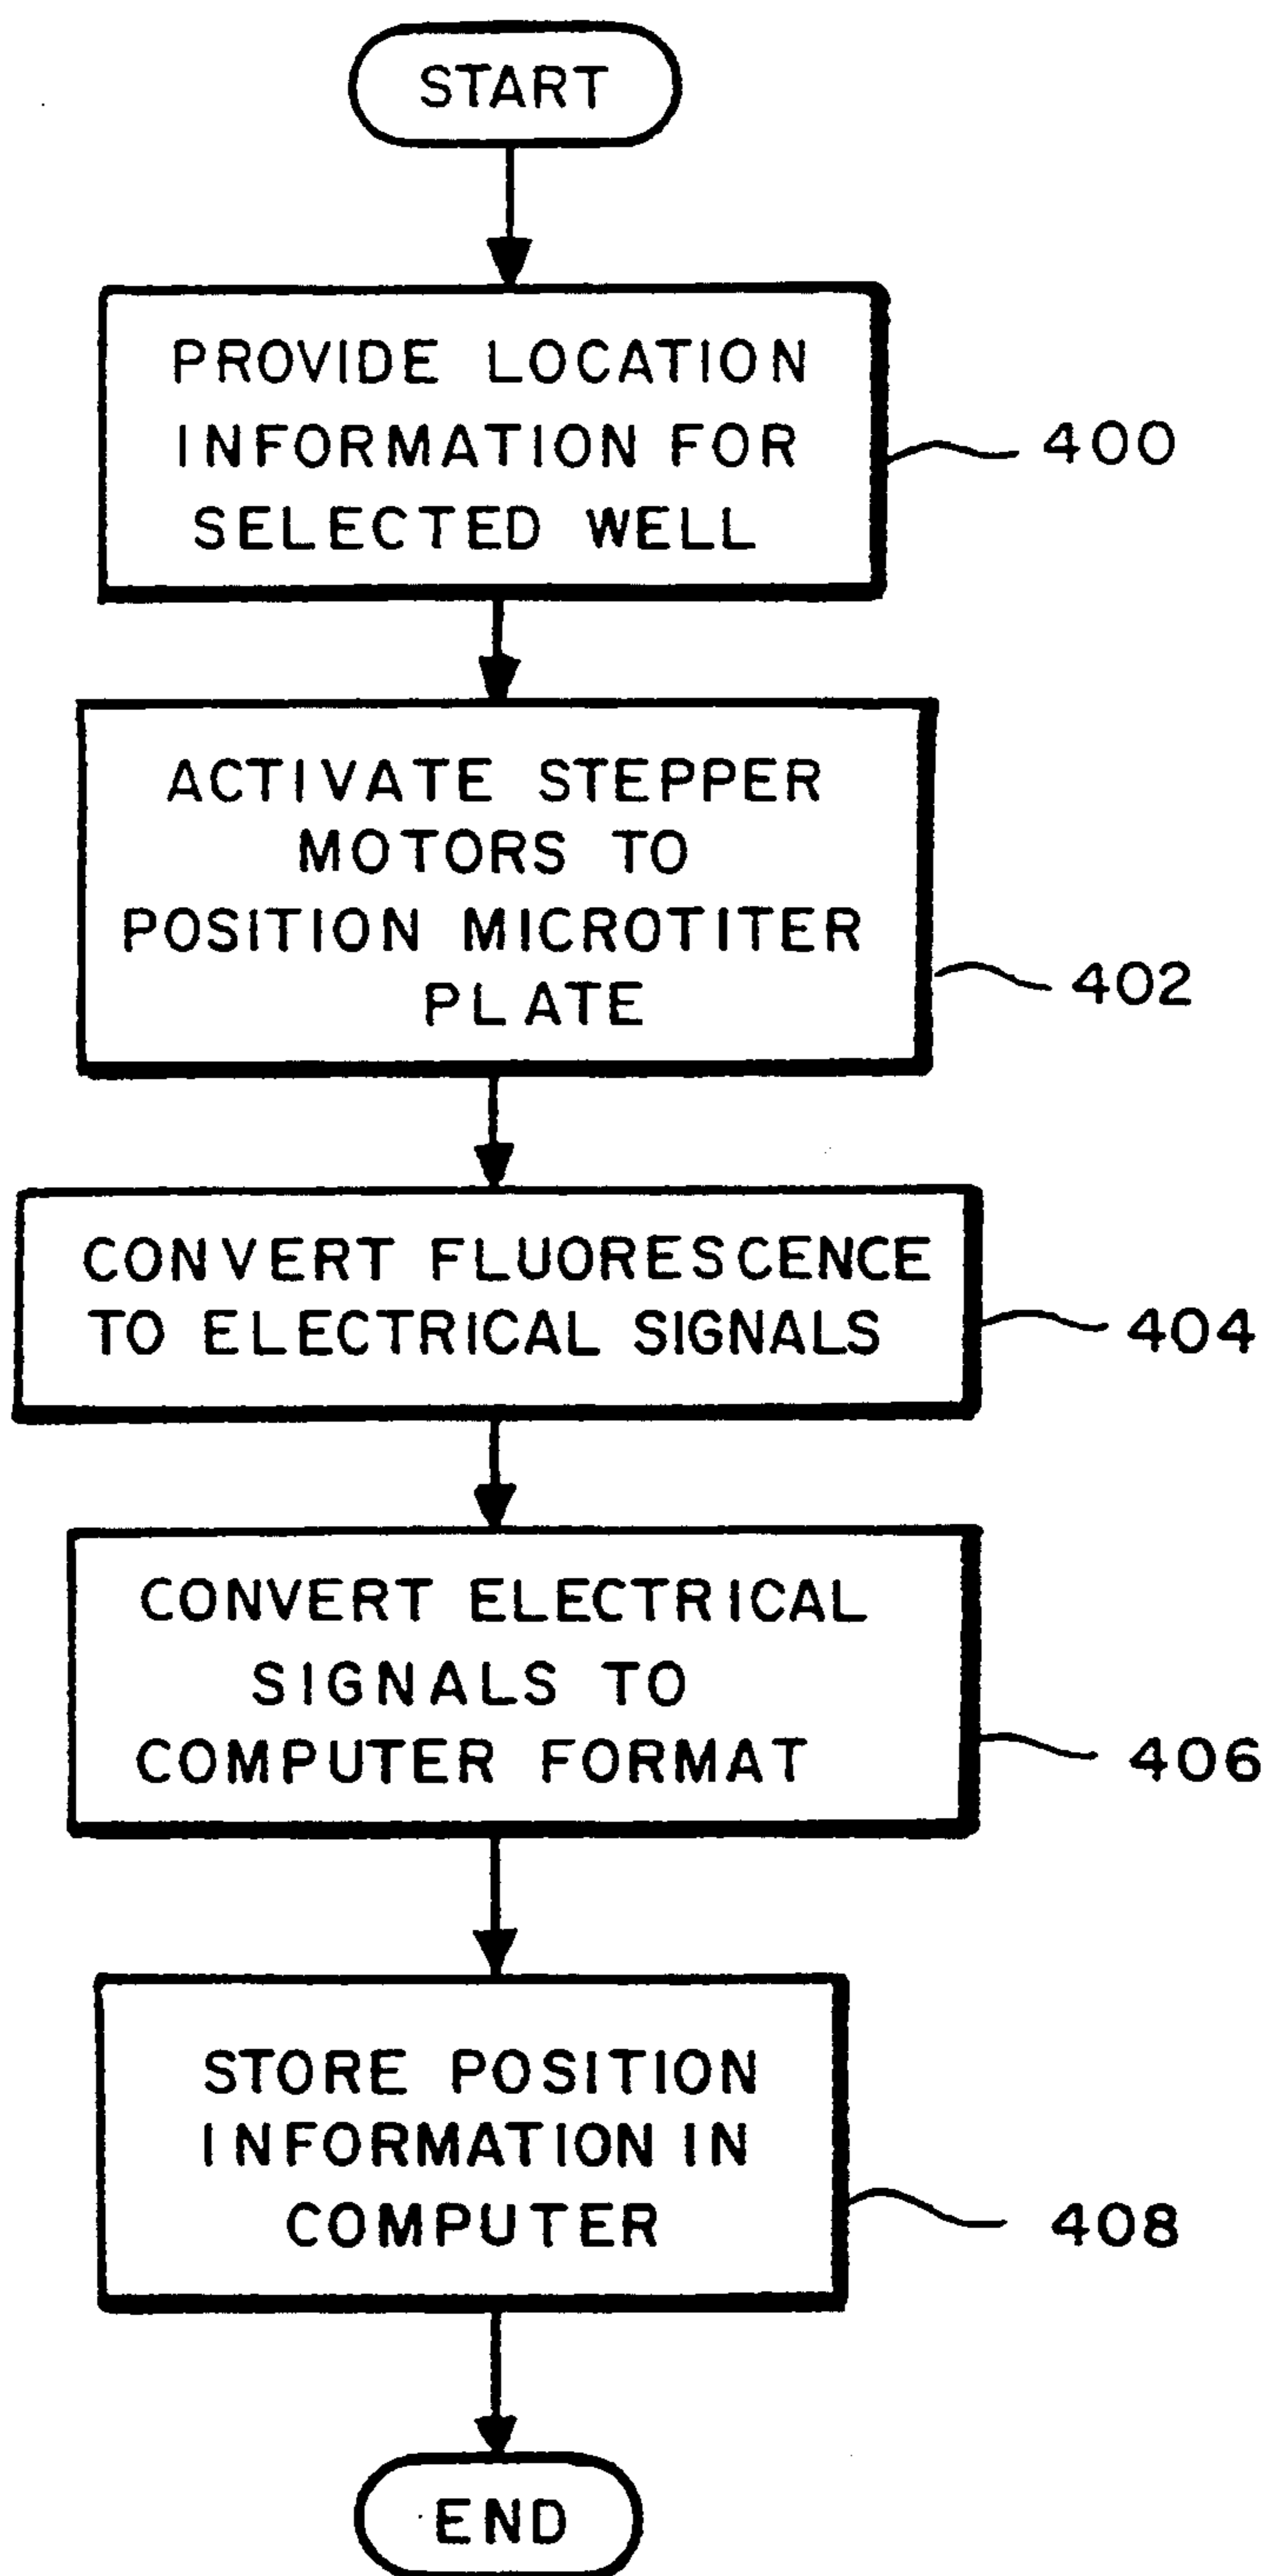 START
PROVIDE LOCATION
INFORMATION FOR
SELECTED WELL
400
ACTIVATE STEPPER
MOTORS TO
POSITION MICROTITER
PLATE
402
CONVERT FLUORESCENCE
TO ELECTRICAL SIGNALS
404
CONVERT ELECTRICAL
SIGNALS TO
COMPUTER FORMAT
406
STORE POSITION
INFORMATION IN
COMPUTER
408
END